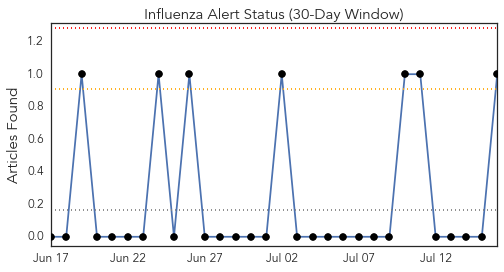 Influenza Alert Status (30-Day Window)
Articles Found
1.2
1.0
0.8
0.6
0.4
0.2
0.0
Jun 17 Jun 22 Jun 27 Jul 02 Jul 07 Jul 12